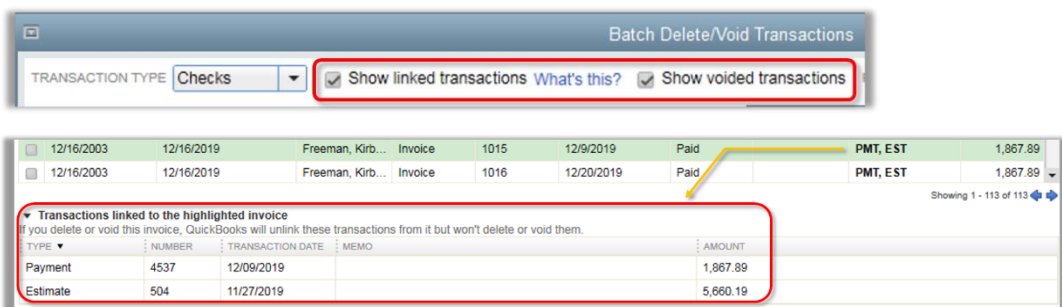 Batch Delete/Void Transactions
TRANSACTION TYPE Checks Show linked transactions What's this? Show voided transactions
12/16/2003 12/16/2019 Freeman, Kirb... Invoice 1015 12/9/2019 Paid PMT, EST 1,867.89
12/16/2003 12/16/2019 Freeman, Kirb... Invoice 1016 12/20/2019 Paid PMT, EST 1,867.89
Showing 1 - 113 of 113
Transactions linked to the highlighted invoice
If you delete or void this invoice, QuickBooks will unlink these transactions from it but won't delete or void them.
TYPE NUMBER TRANSACTION DATE MEMO AMOUNT
Payment 4537 12/09/2019 1,867.89
Estimate 504 11/27/2019 5,660.19